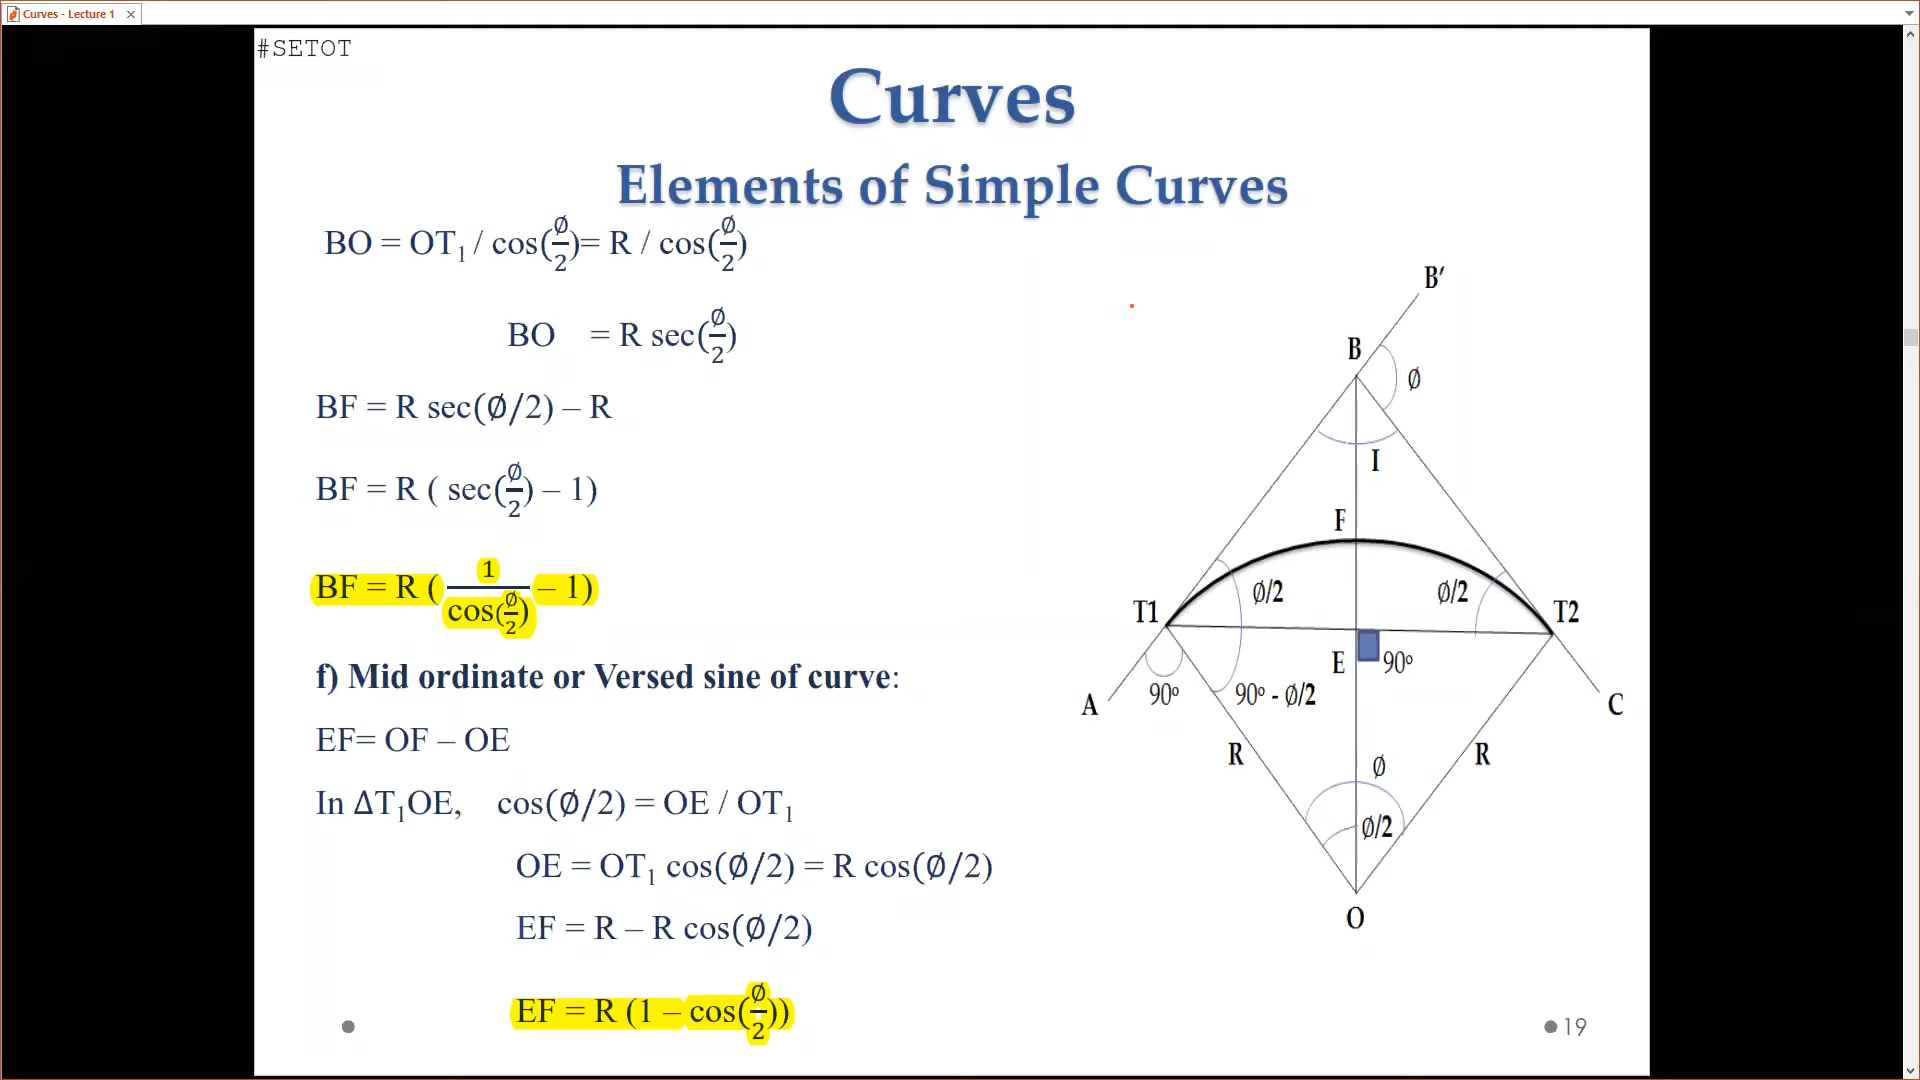 Curves - Lecture 1
#SETOT
Curves
Elements of Simple Curves
BO = OT₁ / cos(∅/2)= R / cos(∅/2)
BO = R sec(∅/2)
BF = R sec(∅/2) – R
BF = R ( sec(∅/2) – 1)
BF = R ( 1/cos(∅/2) – 1)
f) Mid ordinate or Versed sine of curve:
EF= OF – OE
In ΔT₁OE, cos(∅/2) = OE / OT₁
OE = OT₁ cos(∅/2) = R cos(∅/2)
EF = R – R cos(∅/2)
EF = R (1 – cos(∅/2))
B′
B
∅
I
F
T1
∅/2
∅/2
T2
E
90º
A
90º
90º - ∅/2
C
R
R
∅
∅/2
O
19